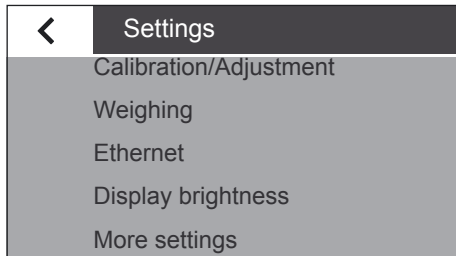 Settings
Calibration/Adjustment
Weighing
Ethernet
Display brightness
More settings